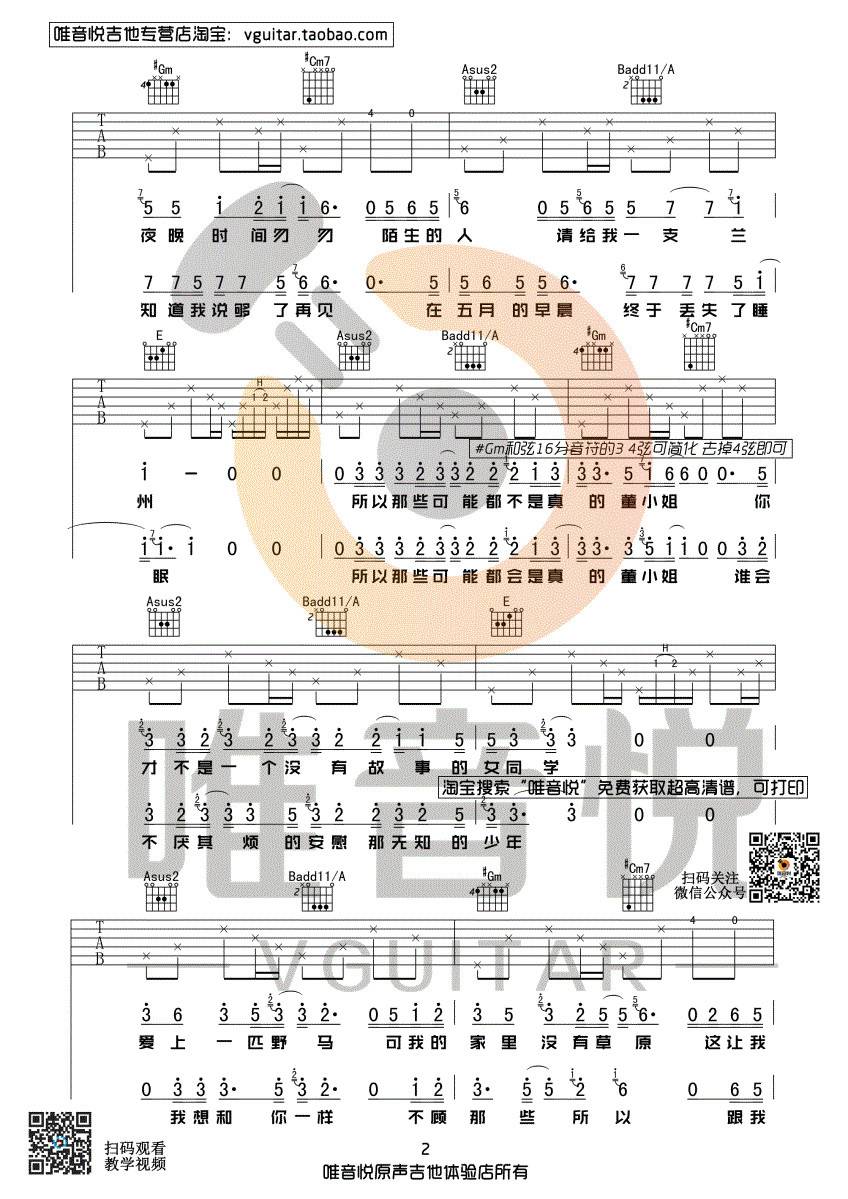 唯音悦吉他专营店淘宝：vguitar.taobao.com
#Gm #Cm7 Asus2 Badd11/A
夜晚 时间匆匆 陌生的人 请给我一支 兰
知道我说够了再见 在五月的早晨 终于丢失了睡
E Asus2 Badd11/A #Gm #Cm7
#Gm和弦16分音符的3 4弦可简化 去掉4弦即可
州 所以那些可能都不是真的董小姐 你
眠 所以那些可能都会是真的董小姐 谁会
Asus2 Badd11/A E
才不是一个没有故事的女同学
淘宝搜索“唯音悦”免费获取超高清谱，可打印
不厌其烦的安慰那无知的少年
唯音悦
扫码关注
微信公众号
Asus2 Badd11/A #Gm #Cm7
VGUITAR
爱上一匹野马 可我的家里没有草原 这让我
我想和你一样 不顾那些所以 跟我
扫码观看
教学视频
2
唯音悦原声吉他体验店所有